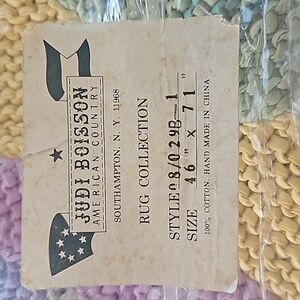 JUDI BOISSON
AMERICAN COUNTRY
SOUTHAMPTON, N. Y. 11968
RUG COLLECTION
STYLE 98/029B-1
SIZE 46" x 71"
100% COTTON HAND MADE IN CHINA